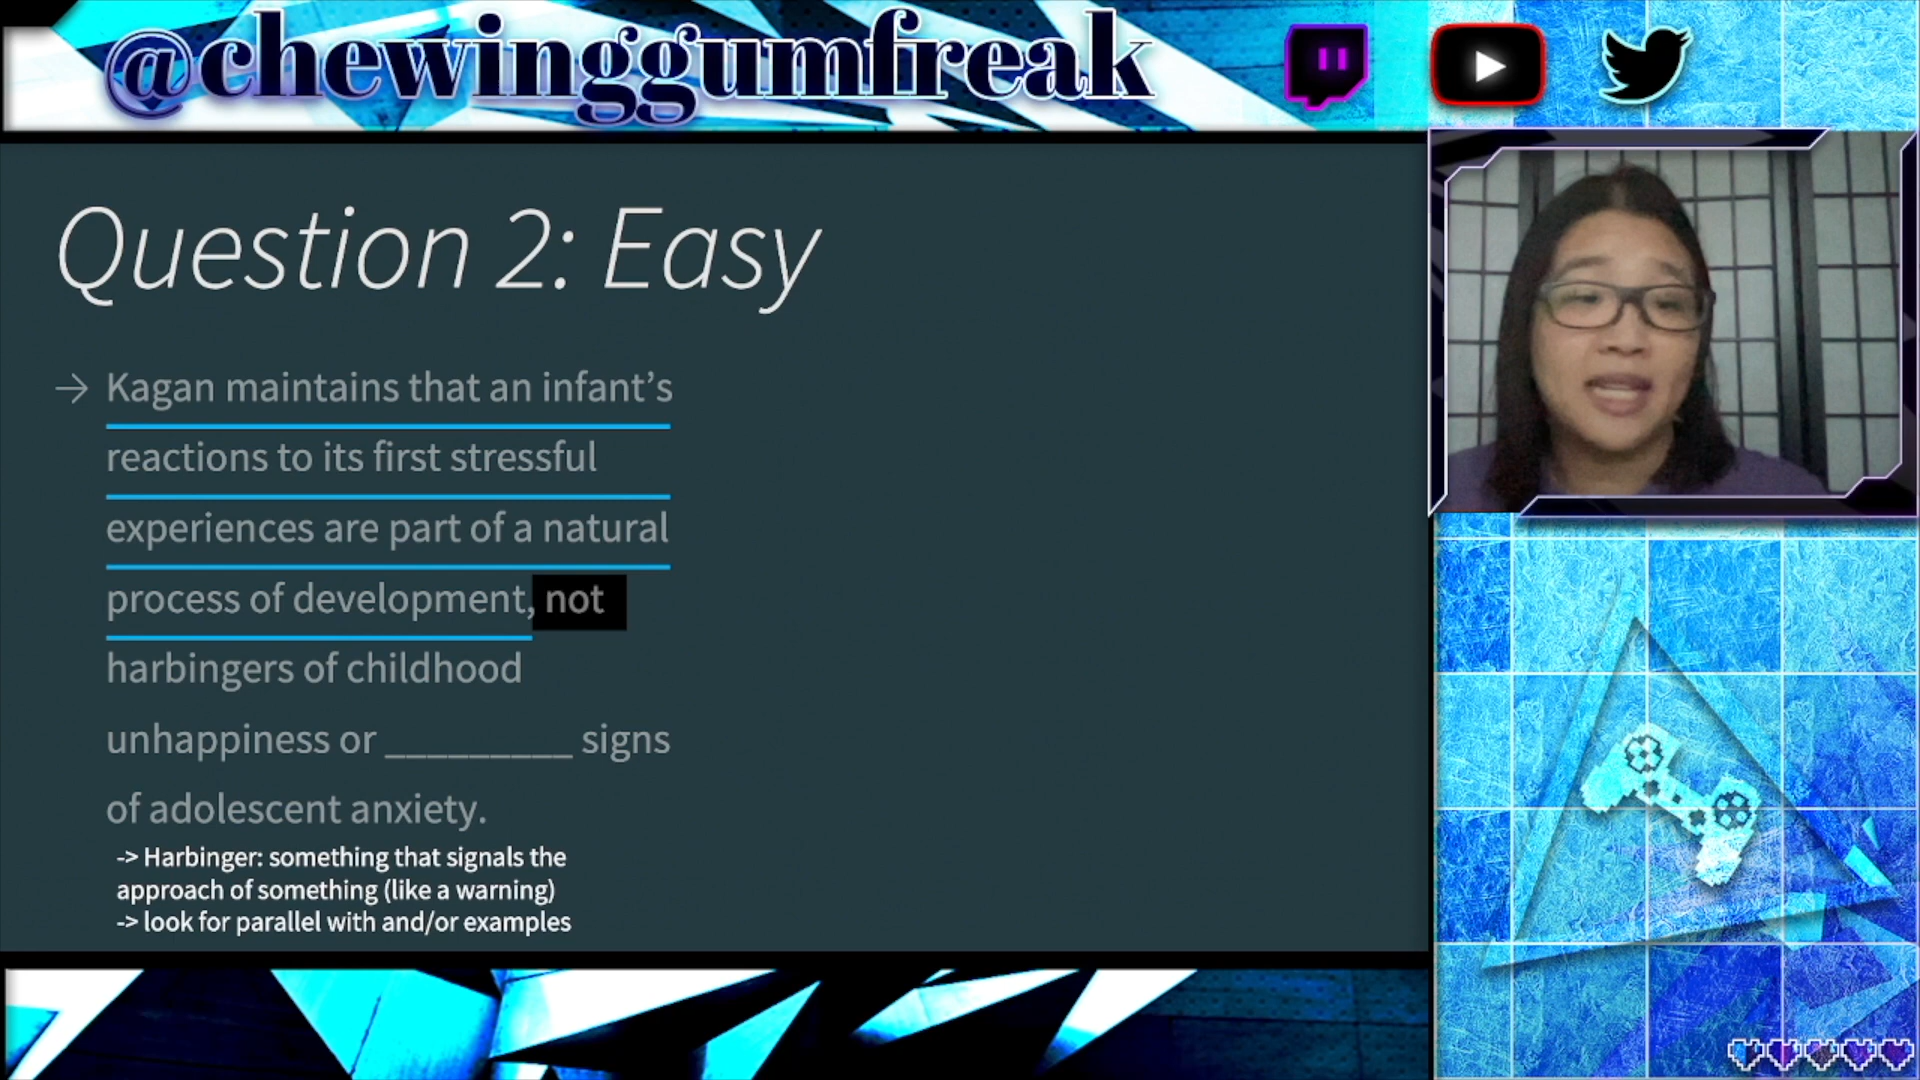 @chewinggumfreak
Question 2: Easy
→ Kagan maintains that an infant’s
reactions to its first stressful
experiences are part of a natural
process of development, not
harbingers of childhood
unhappiness or _________ signs
of adolescent anxiety.
-> Harbinger: something that signals the
approach of something (like a warning)
-> look for parallel with and/or examples